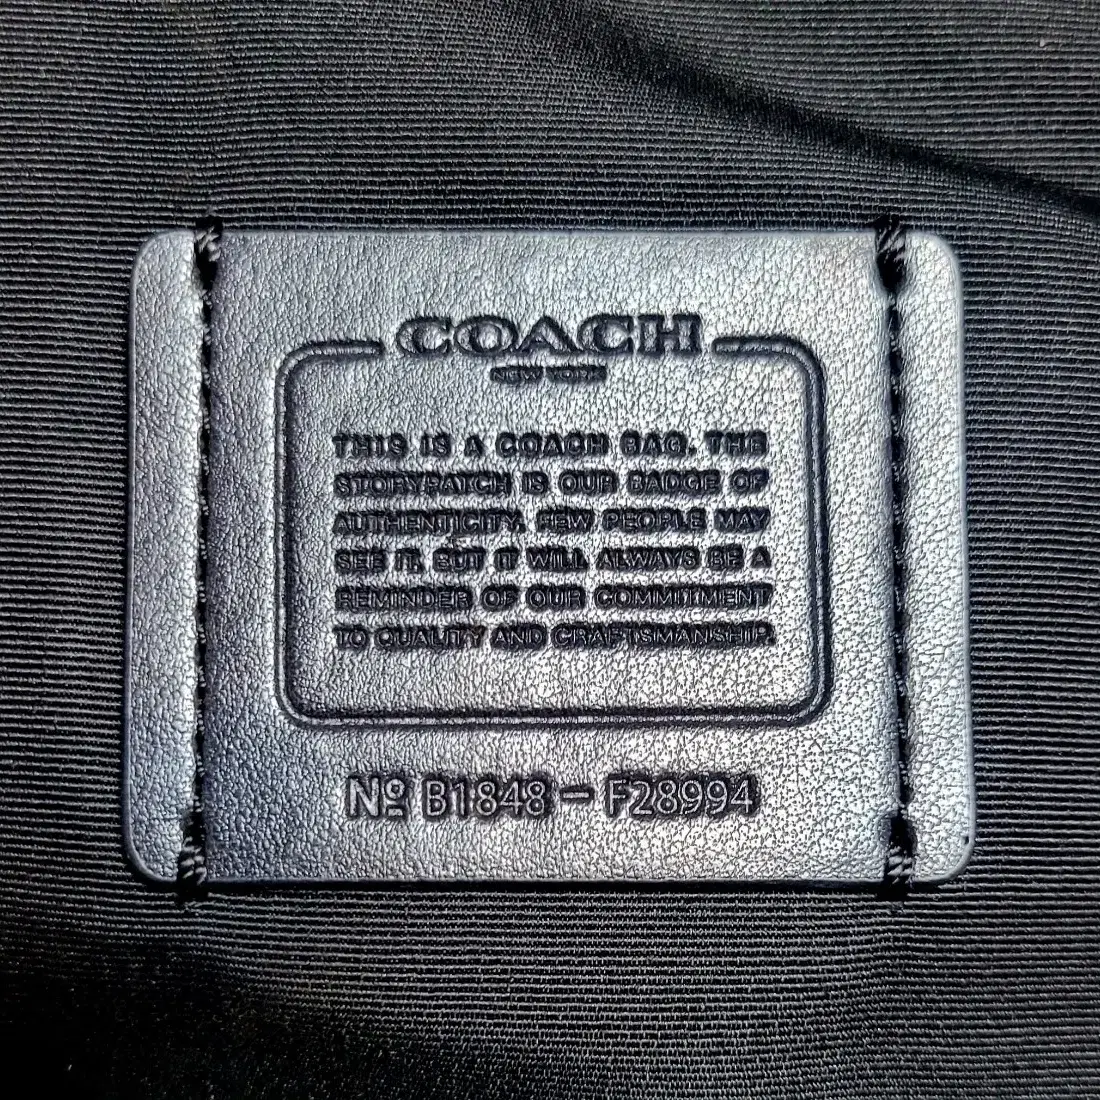 COACH
NEW YORK
THIS IS A COACH BAG. THE
STORYPATCH IS OUR BADGE OF
AUTHENTICITY. FEW PEOPLE MAY
SEE IT, BUT IT WILL ALWAYS BE A
REMINDER OF OUR COMMITMENT
TO QUALITY AND CRAFTSMANSHIP.
Nº B1848 – F28994